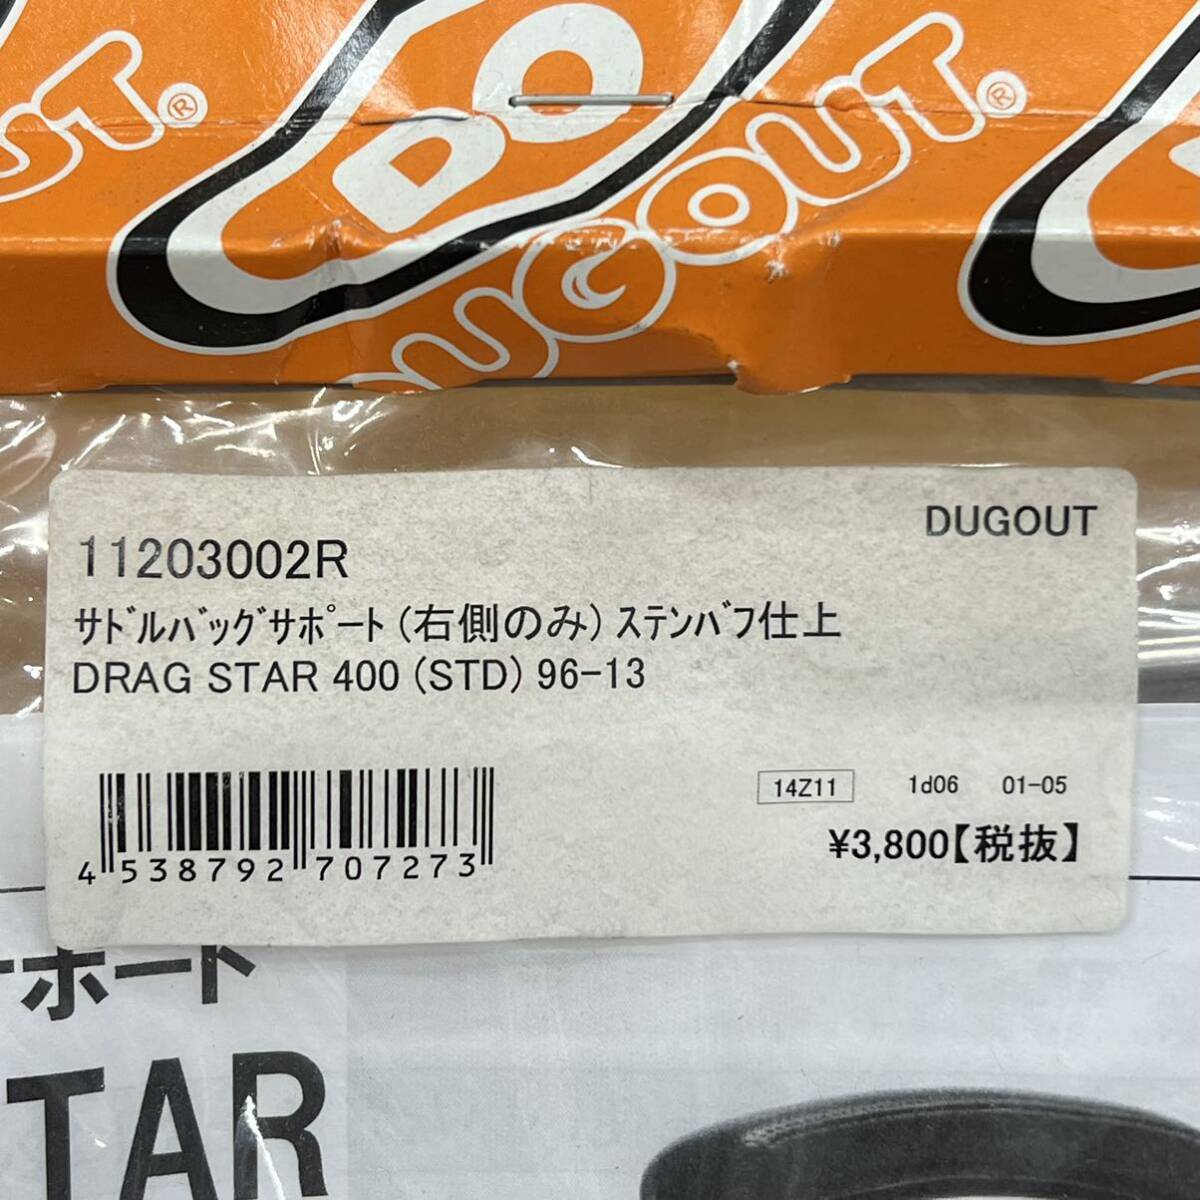 UT®
DO
DUGOUT®
DUGOUT
11203002R
ｻﾄﾞﾙﾊﾞｯｸﾞｻﾎﾟｰﾄ (右側のみ) ｽﾃﾝﾊﾞﾌ仕上
DRAG STAR 400 (STD) 96-13
14Z11 1d06 01-05
¥3,800【税抜】
4 538792 707273
ポート
TAR